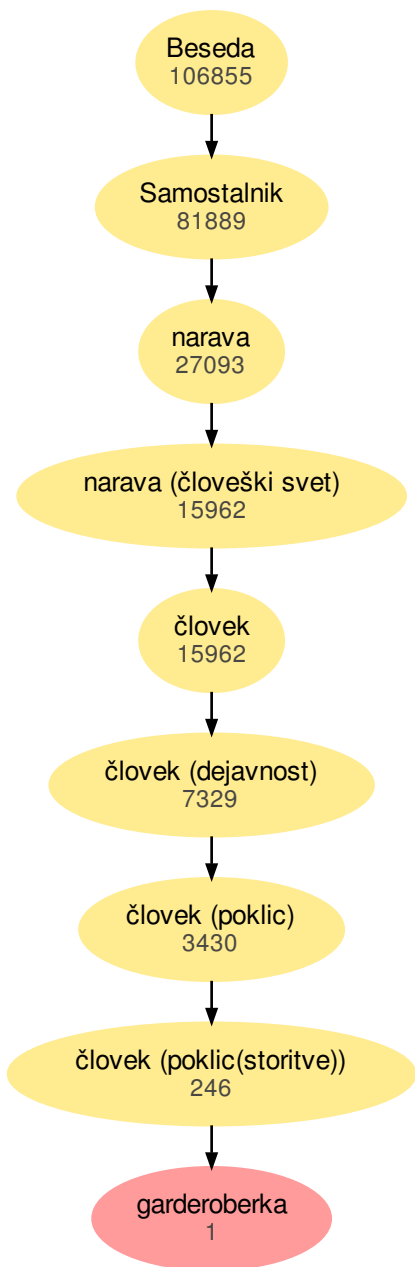 Beseda
106855
Samostalnik
81889
narava
27093
narava (človeški svet)
15962
človek
15962
človek (dejavnost)
7329
človek (poklic)
3430
človek (poklic(storitve))
246
garderoberka
1